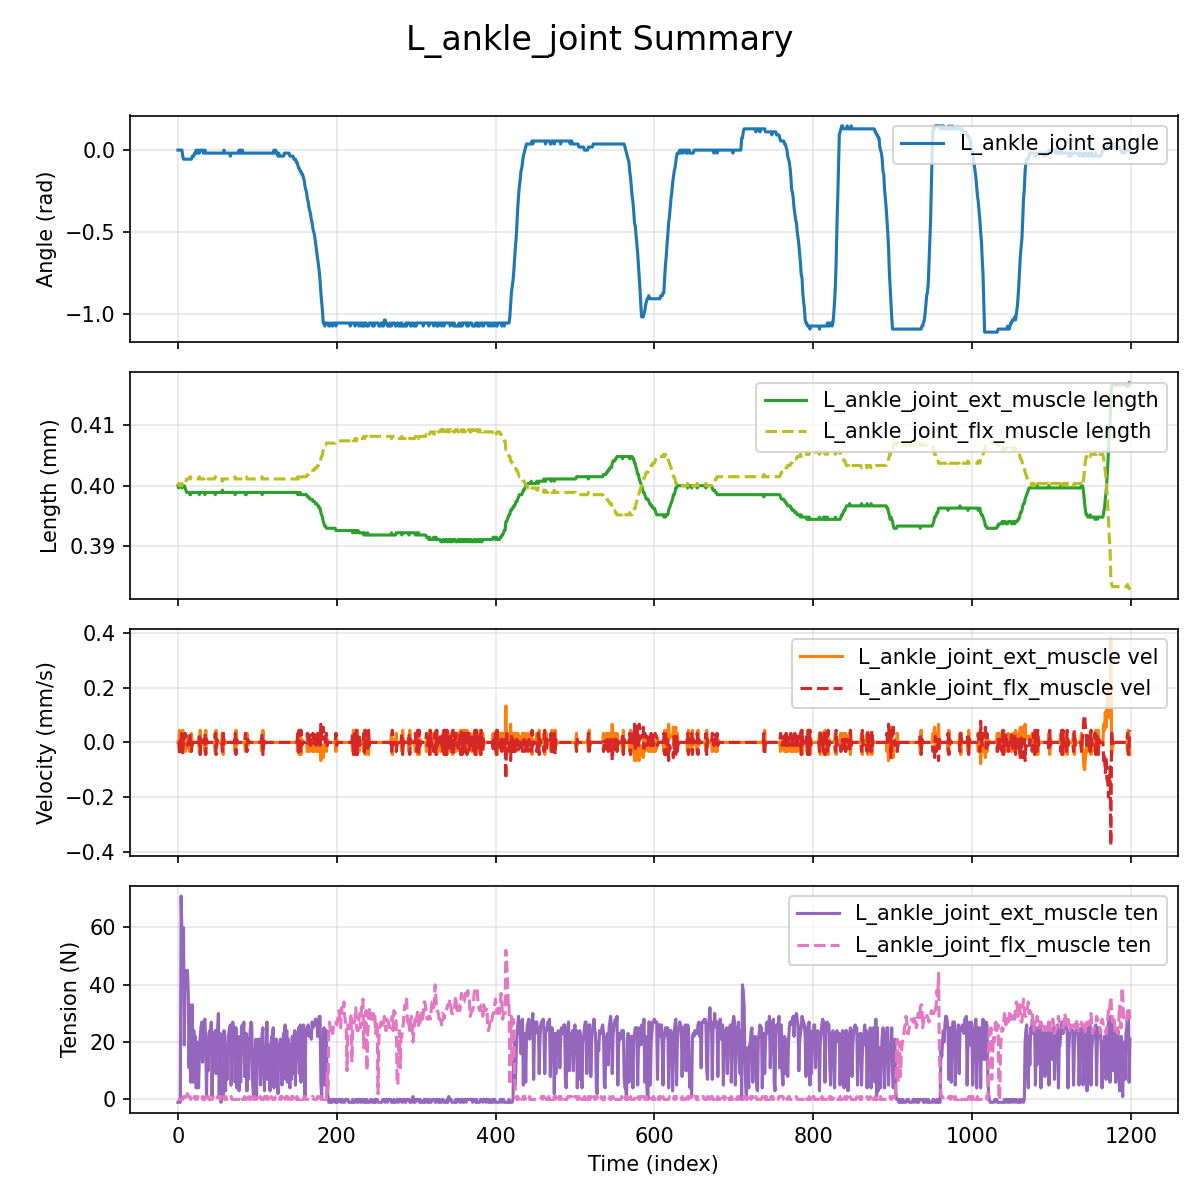 L_ankle_joint Summary
0.0
−0.5
−1.0
Angle (rad)
L_ankle_joint angle
0.41
0.40
0.39
Length (mm)
L_ankle_joint_ext_muscle length
L_ankle_joint_flx_muscle length
0.4
0.2
0.0
−0.2
−0.4
Velocity (mm/s)
L_ankle_joint_ext_muscle vel
L_ankle_joint_flx_muscle vel
60
40
20
0
Tension (N)
L_ankle_joint_ext_muscle ten
L_ankle_joint_flx_muscle ten
0 200 400 600 800 1000 1200
Time (index)